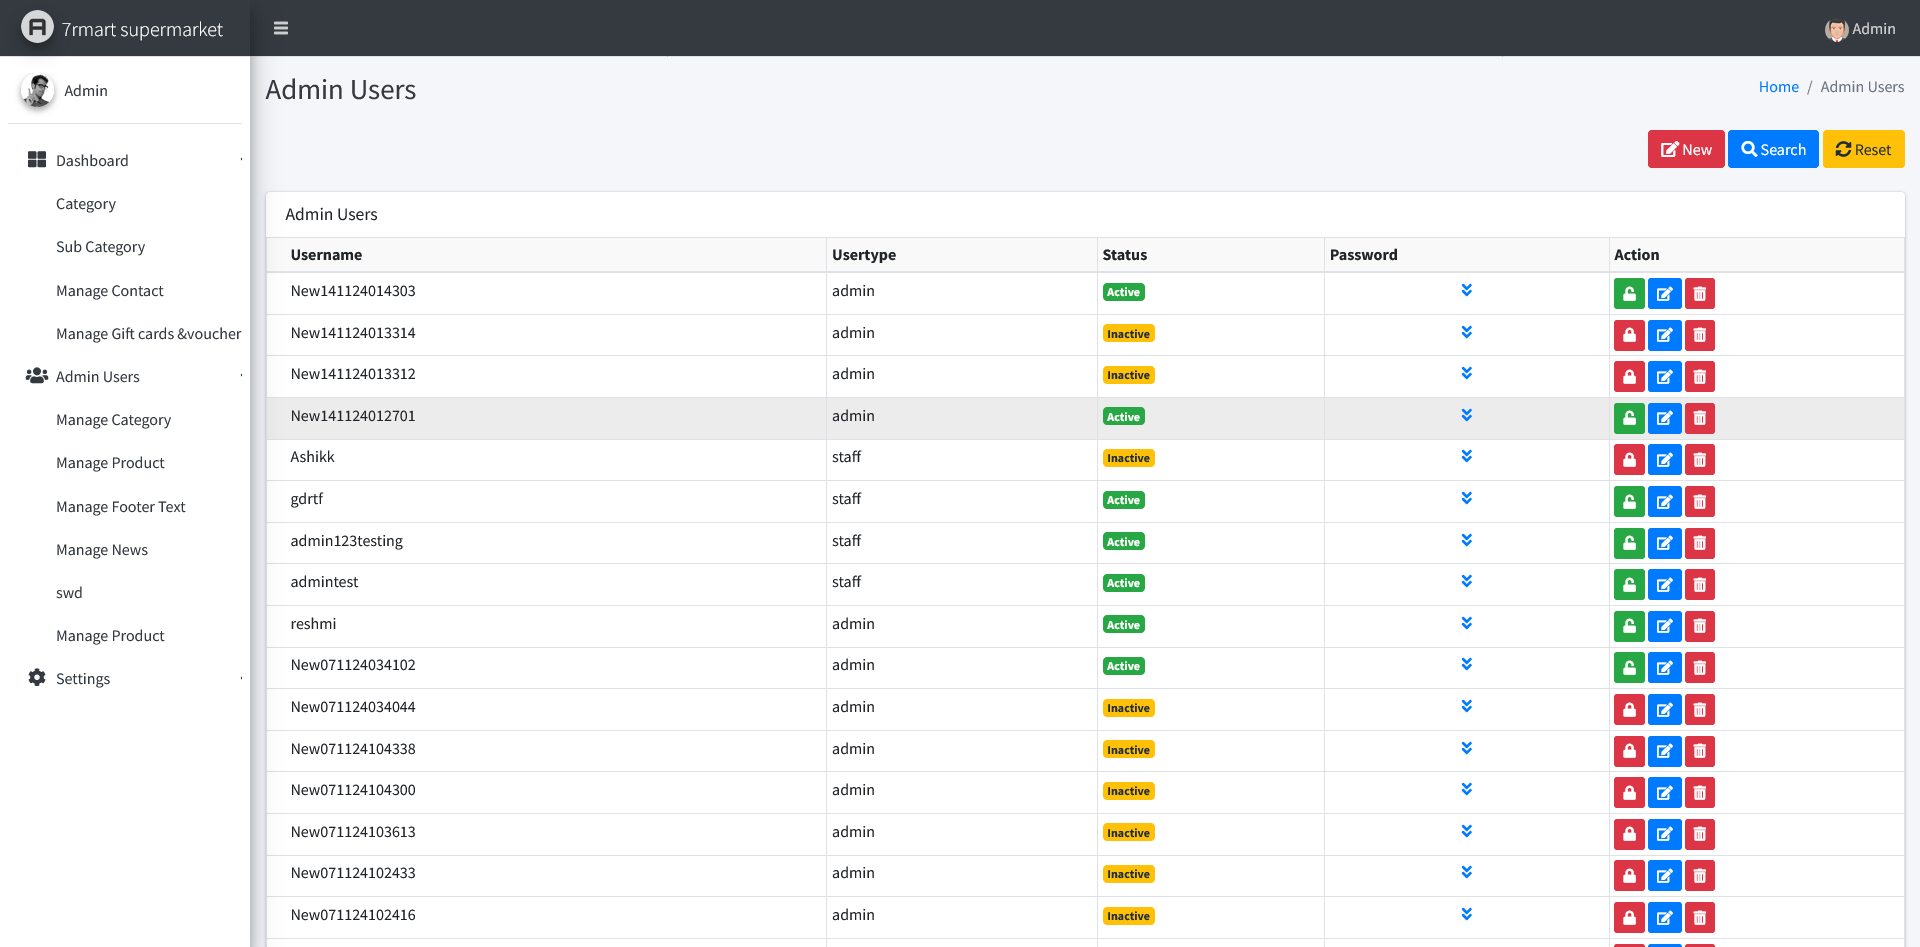 7rmart supermarket
Admin
Admin
Dashboard
Category
Sub Category
Manage Contact
Manage Gift cards &voucher
Admin Users
Manage Category
Manage Product
Manage Footer Text
Manage News
swd
Manage Product
Settings
Admin Users
Home / Admin Users
New Search Reset
Admin Users
Username Usertype Status Password Action
New141124014303 admin Active
New141124013314 admin Inactive
New141124013312 admin Inactive
New141124012701 admin Active
Ashikk staff Inactive
gdrtf staff Active
admin123testing staff Active
admintest staff Active
reshmi admin Active
New071124034102 admin Active
New071124034044 admin Inactive
New071124104338 admin Inactive
New071124104300 admin Inactive
New071124103613 admin Inactive
New071124102433 admin Inactive
New071124102416 admin Inactive